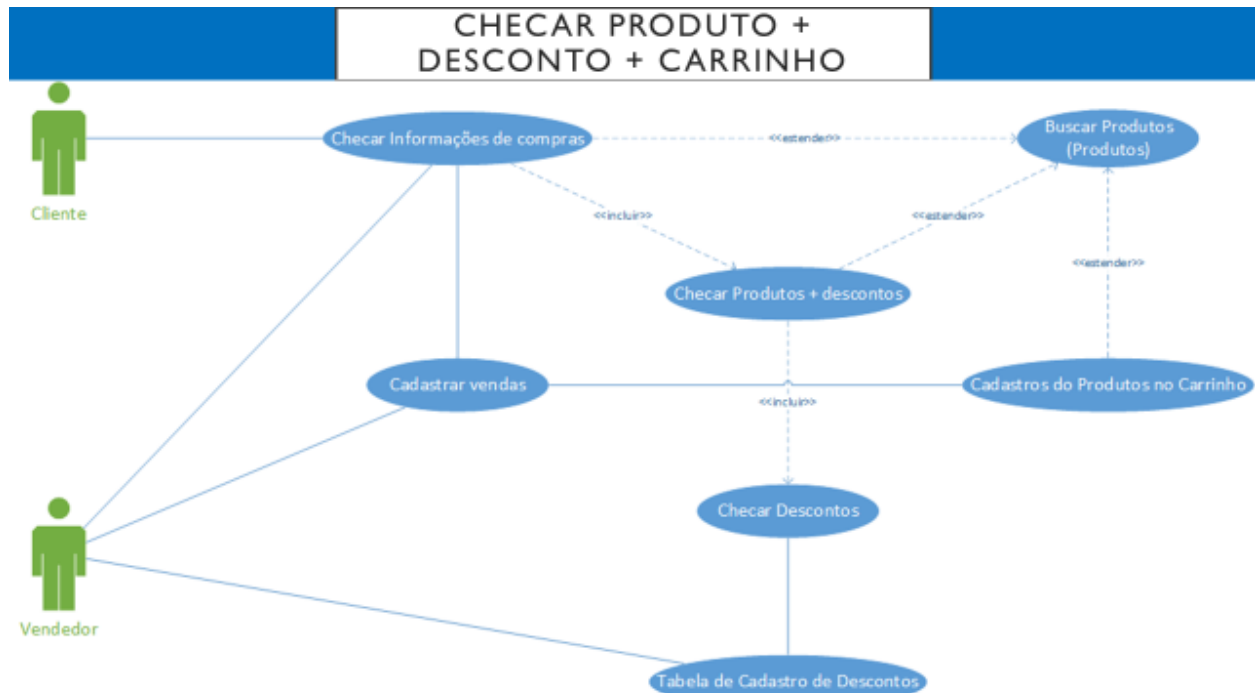 CHECAR PRODUTO +
DESCONTO + CARRINHO
Checar Informações de compras
<<estender>>
Buscar Produtos
(Produtos)
Cliente
<<incluir>>
<<estender>>
<<estender>>
Checar Produtos + descontos
Cadastrar vendas
Cadastros do Produtos no Carrinho
<<incluir>>
Checar Descontos
Vendedor
Tabela de Cadastro de Descontos